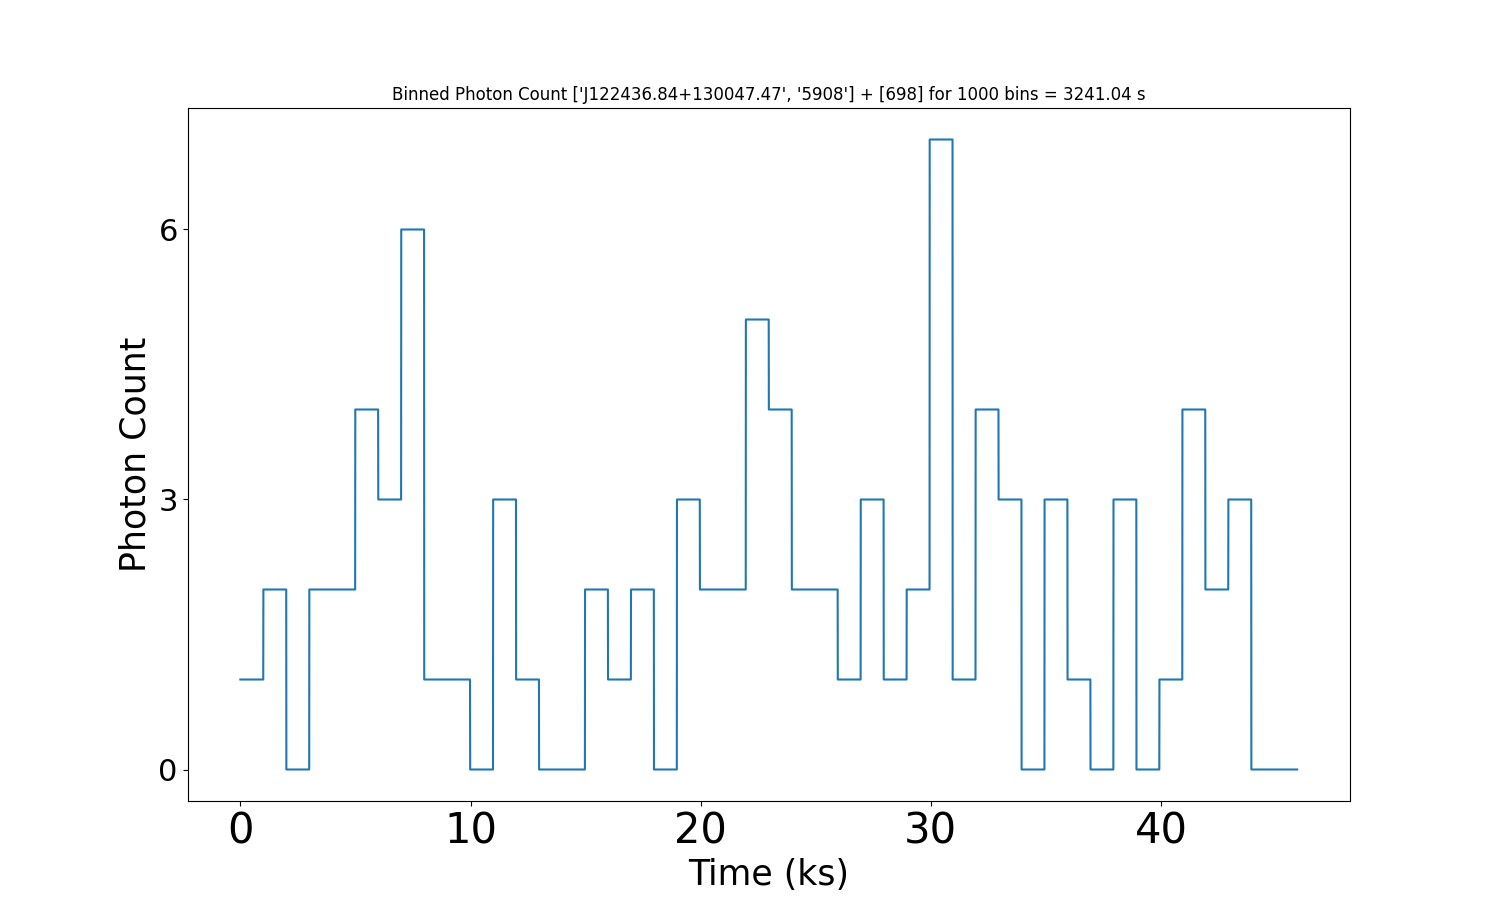 Binned Photon Count ['J122436.84+130047.47', '5908'] + [698] for 1000 bins = 3241.04 s
6
3
0
Photon Count
0 10 20 30 40
Time (ks)